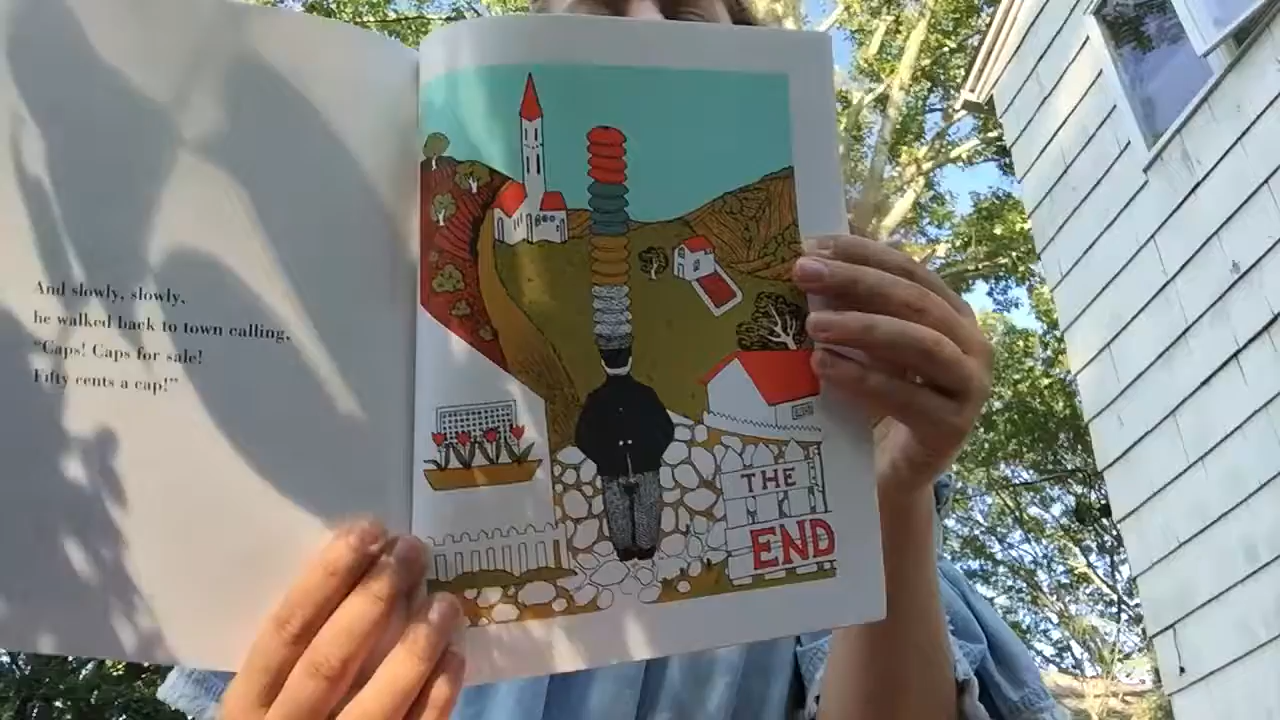 And slowly, slowly,
he walked back to town calling,
“Caps! Caps for sale!
Fifty cents a cap!”
THE
END